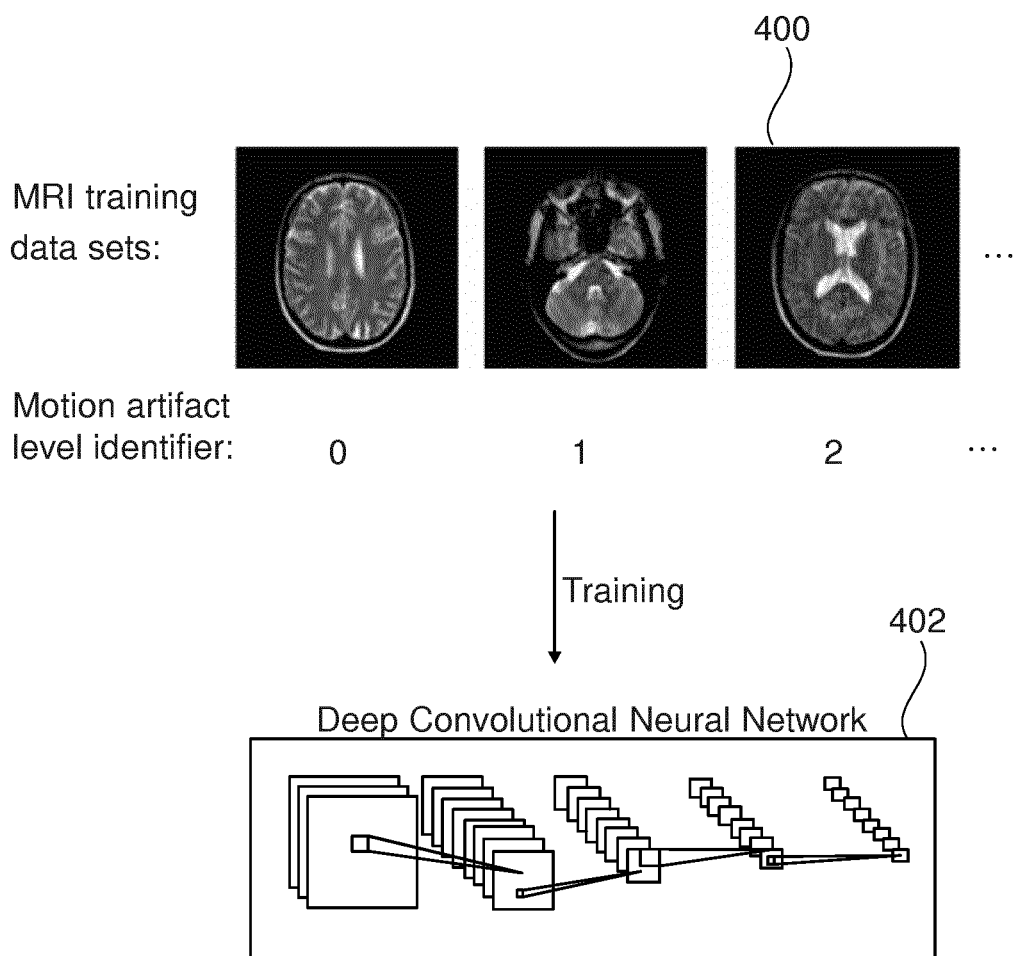 400
MRI training
data sets:
...
Motion artifact
level identifier: 0 1 2 ...
Training
402
Deep Convolutional Neural Network